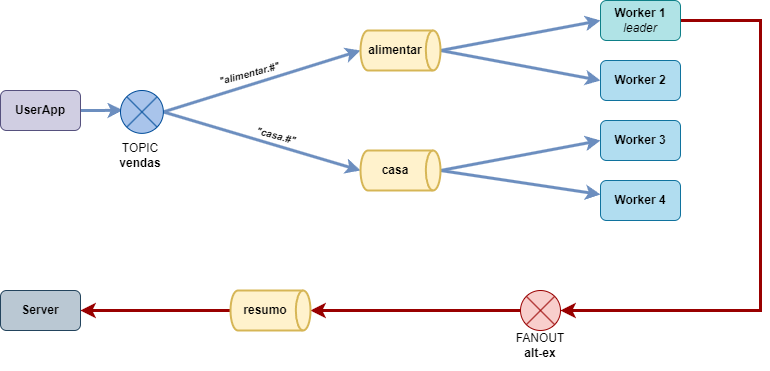 Worker 1
leader
alimentar
"alimentar.#"
Worker 2
UserApp
TOPIC
vendas
"casa.#"
Worker 3
casa
Worker 4
Server
resumo
FANOUT
alt-ex